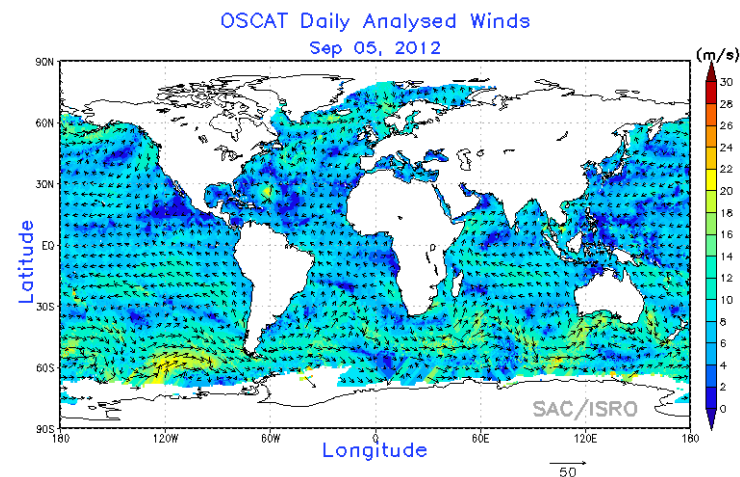 OSCAT Daily Analysed Winds
Sep 05, 2012
(m/s)
90N
60N
30N
EQ
30S
60S
90S
Latitude
180
120W
60W
0
60E
120E
180
Longitude
30
28
26
24
22
20
18
16
14
12
10
8
6
4
2
0
SAC/ISRO
50